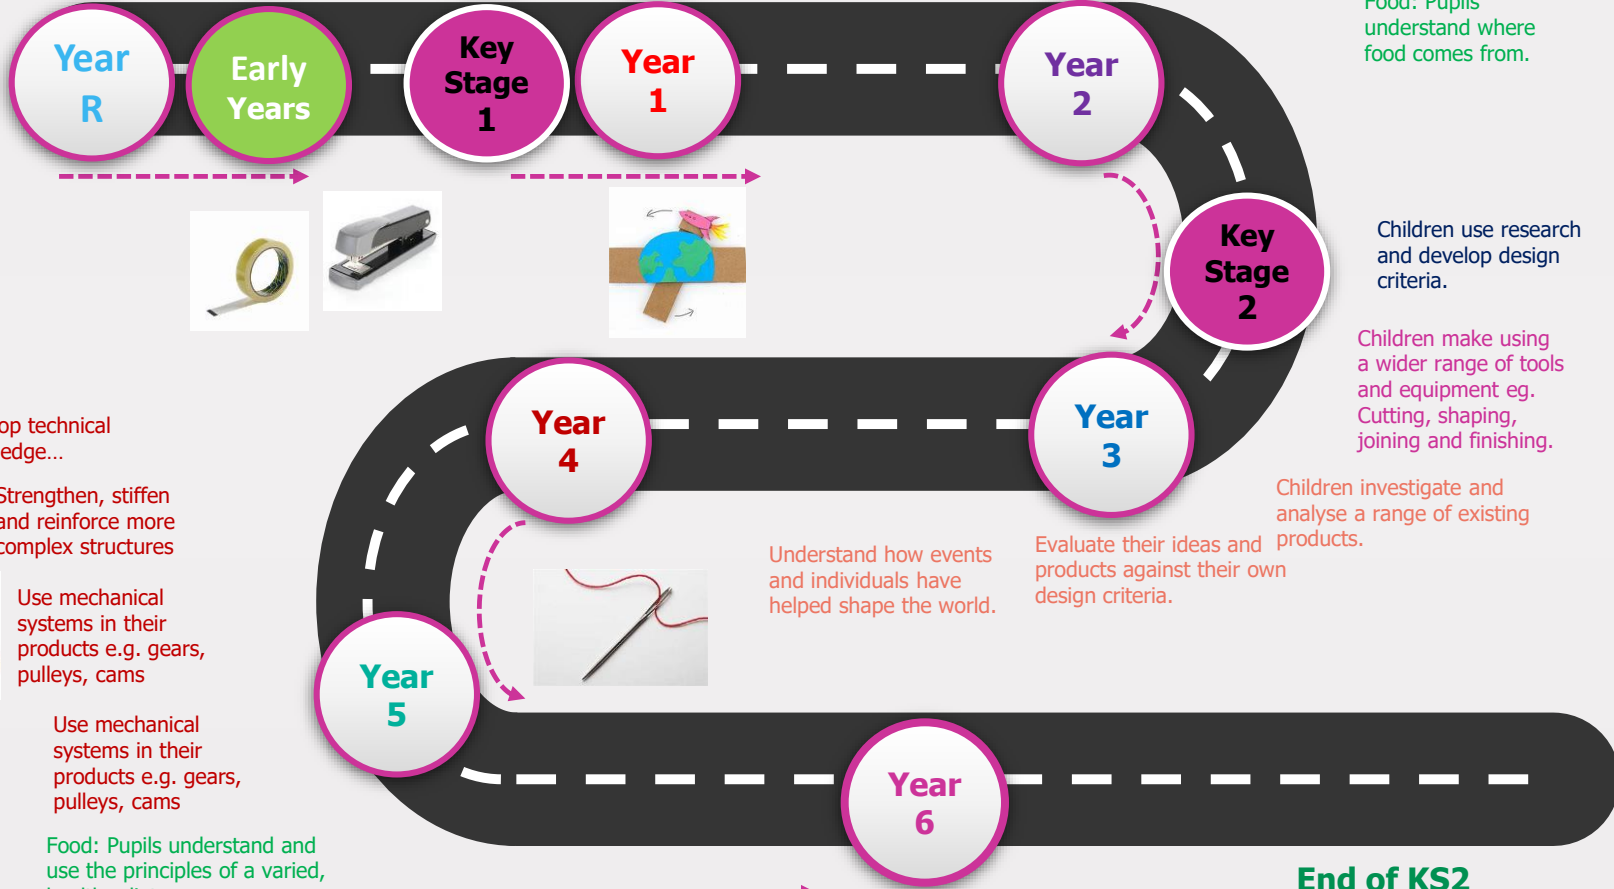 Food: Pupils
understand where
food comes from.
Year
R
Early
Years
Key
Stage
1
Year
1
Year
2
Key
Stage
2
Children use research
and develop design
criteria.
Children make using
a wider range of tools
and equipment eg.
Cutting, shaping,
joining and finishing.
Year
3
Year
4
Children investigate and
analyse a range of existing
products.
Evaluate their ideas and
products against their own
design criteria.
Understand how events
and individuals have
helped shape the world.
technical
Strengthen, stiffen
and reinforce more
complex structures
Use mechanical
systems in their
products e.g. gears,
pulleys, cams
Use mechanical
systems in their
products e.g. gears,
pulleys, cams
Food: Pupils understand and
use the principles of a varied,
Year
5
Year
6
End of KS2